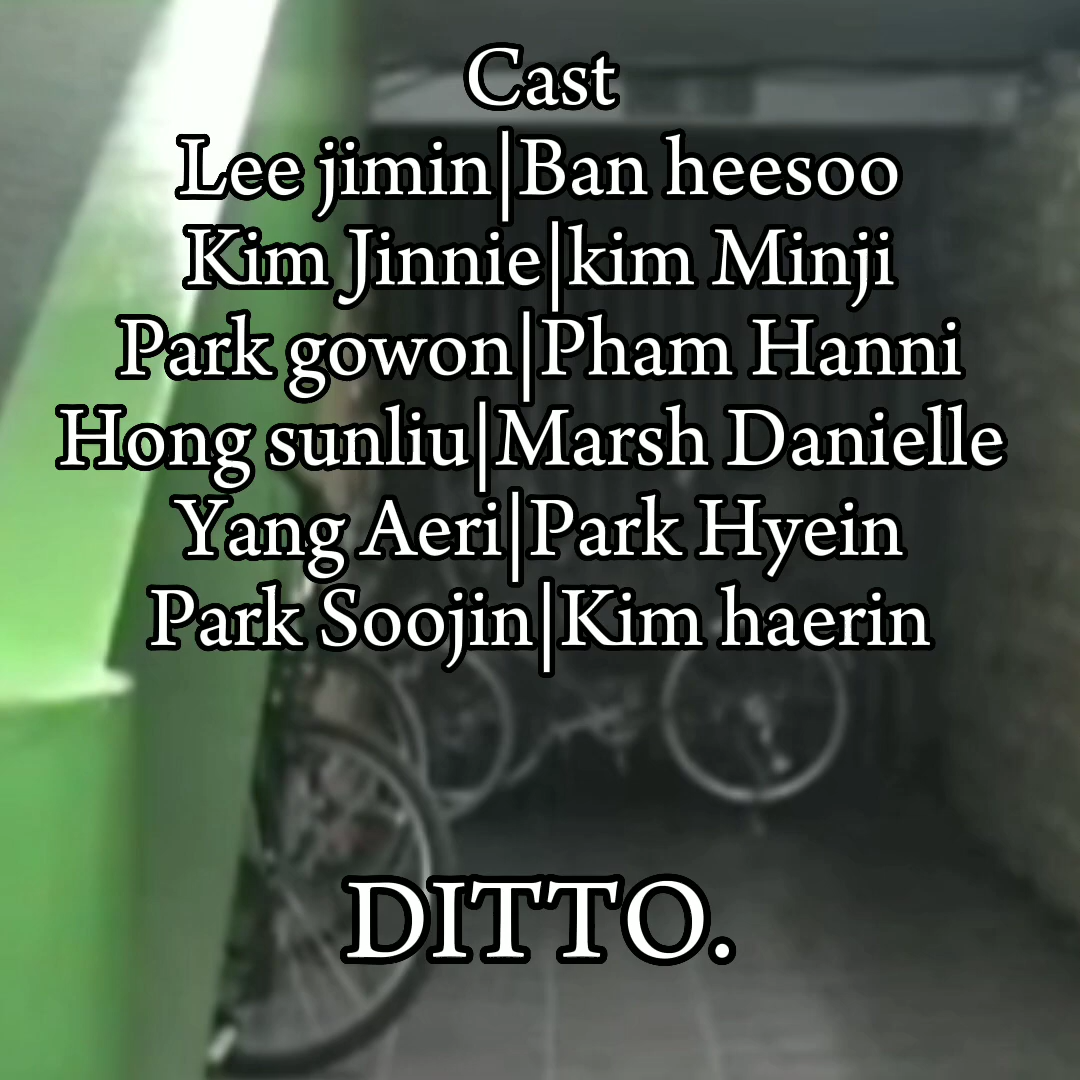 Cast
Lee jimin|Ban heesoo
Kim Jinnie|kim Minji
Park gowon|Pham Hanni
Hong sunliu|Marsh Danielle
Yang Aeri|Park Hyein
Park Soojin|Kim haerin
DITTO.